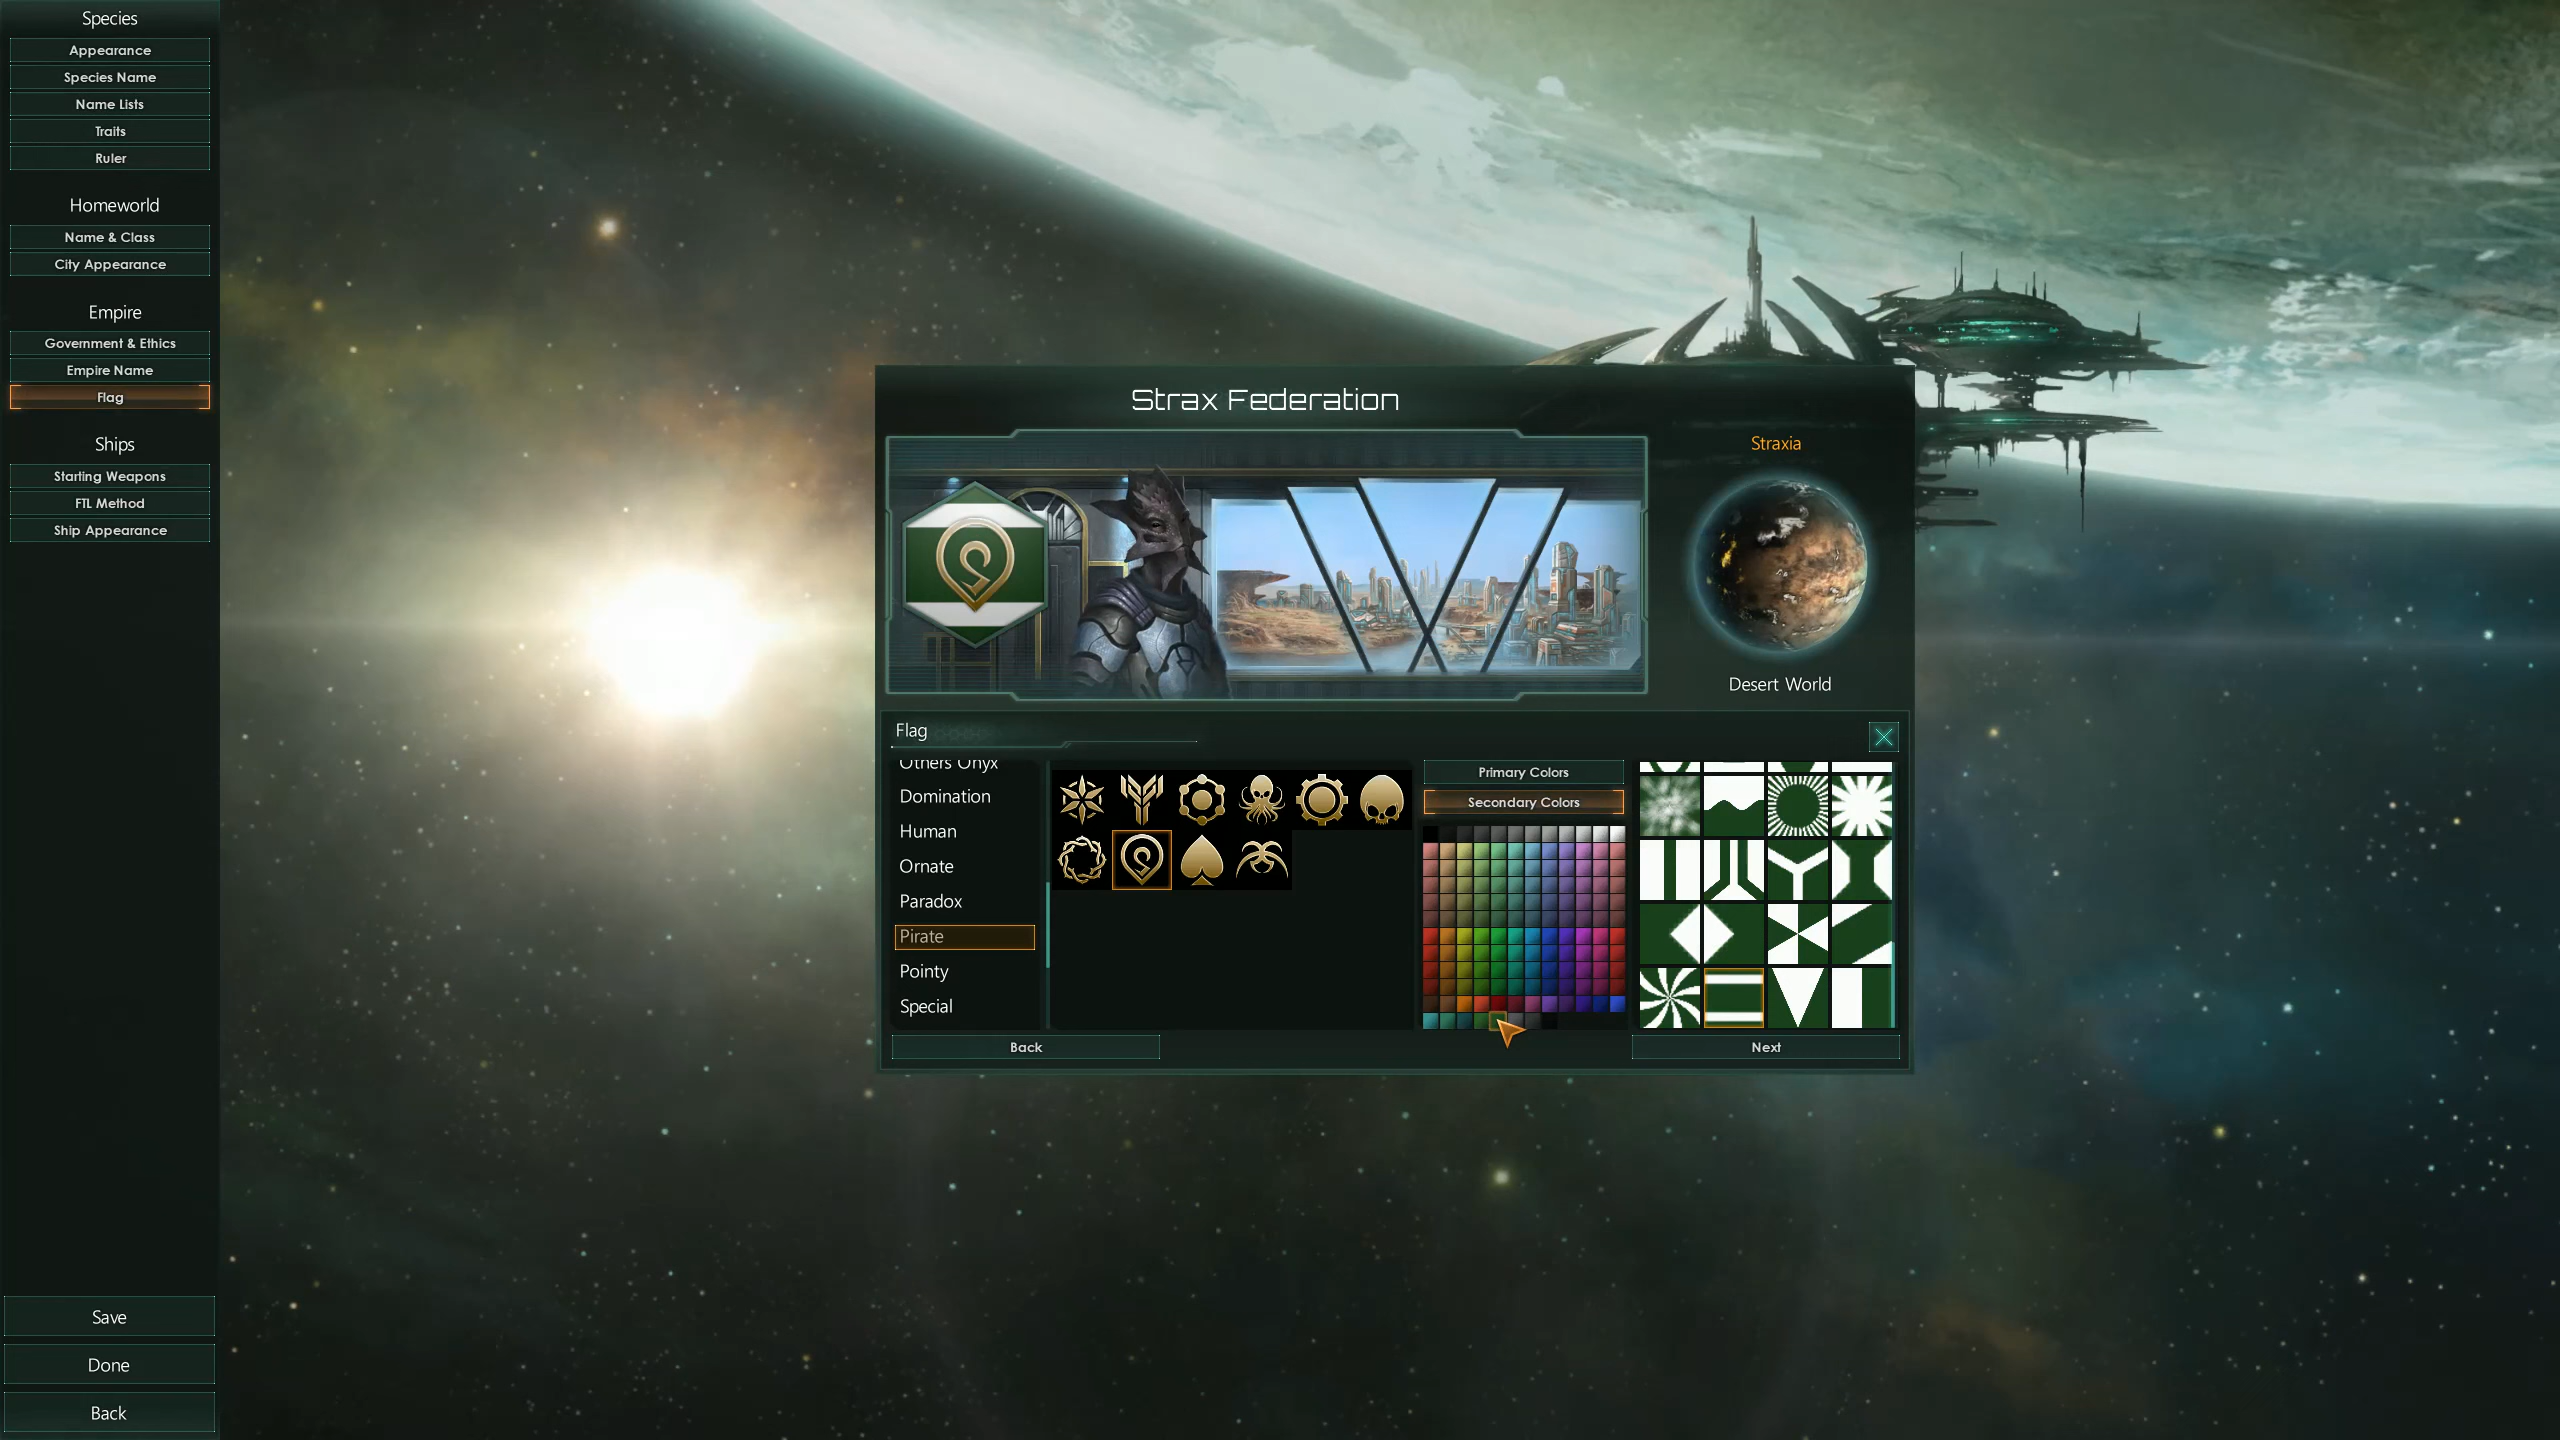 Species
Appearance
Species Name
Name Lists
Traits
Ruler
Homeworld
Name & Class
City Appearance
Empire
Government & Ethics
Empire Name
Flag
Ships
Starting Weapons
FTL Method
Ship Appearance
Save
Done
Back
Strax Federation
Straxia
Desert World
Flag
Others Onyx
Domination
Human
Ornate
Paradox
Pirate
Pointy
Special
Primary Colors
Secondary Colors
Back
Next